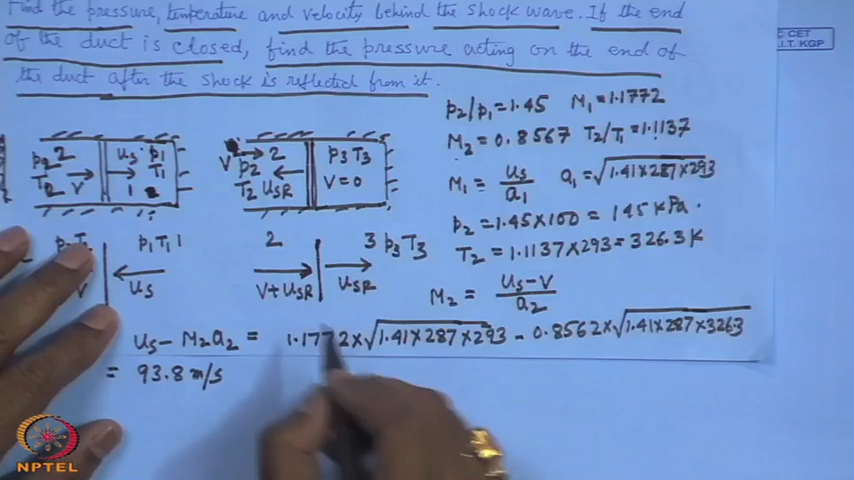 Find the pressure, temperature and velocity behind the shock wave. If the end
of the duct is closed, find the pressure acting on the end of
the duct after the shock is reflected from it.
CET
I.I.T. KGP
p2/p1 = 1.45 M1 = 1.1772
M2 = 0.8567 T2/T1 = 1.1137
M1 = us/a1 a1 = √1.41×287×293
p2 = 1.45×100 = 145 kPa.
T2 = 1.1137×293 = 326.3K
M2 = us-v/a2
p2 2 us p1
T2 v T1
1
v 2 p3 T3
p2 v=0
T2 usR
p1 T1 1
us
2 3 p3 T3
v+usR usR
us - M2a2 = 1.1772×√1.41×287×293 - 0.8562×√1.41×287×3263
= 93.8 m/s
NPTEL